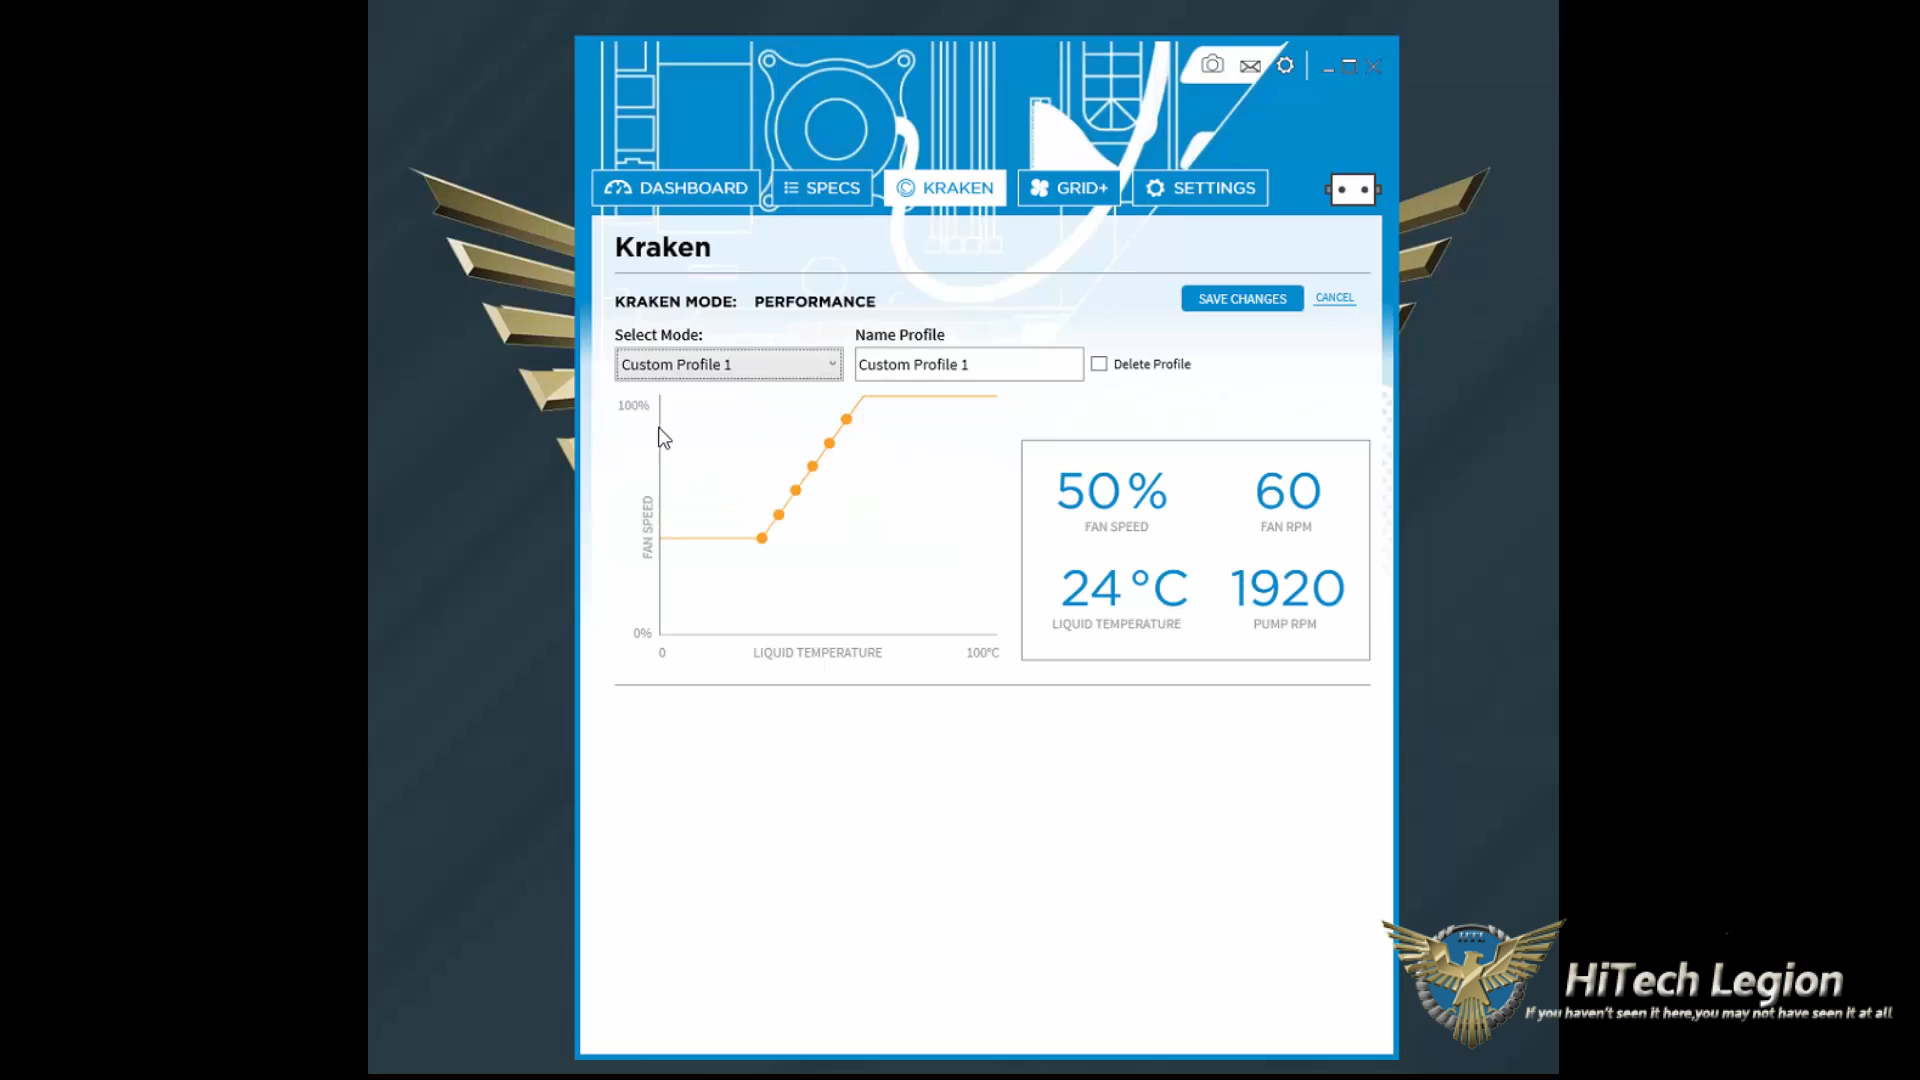 DASHBOARD
SPECS
KRAKEN
GRID+
SETTINGS
Kraken
KRAKEN MODE: PERFORMANCE
SAVE CHANGES
CANCEL
Select Mode:
Name Profile
Custom Profile 1
Custom Profile 1
Delete Profile
100%
FAN SPEED
0%
0
LIQUID TEMPERATURE
100°C
50%
60
FAN SPEED
FAN RPM
24°C
1920
LIQUID TEMPERATURE
PUMP RPM
HiTech Legion
If you haven't seen it here,you may not have seen it at all